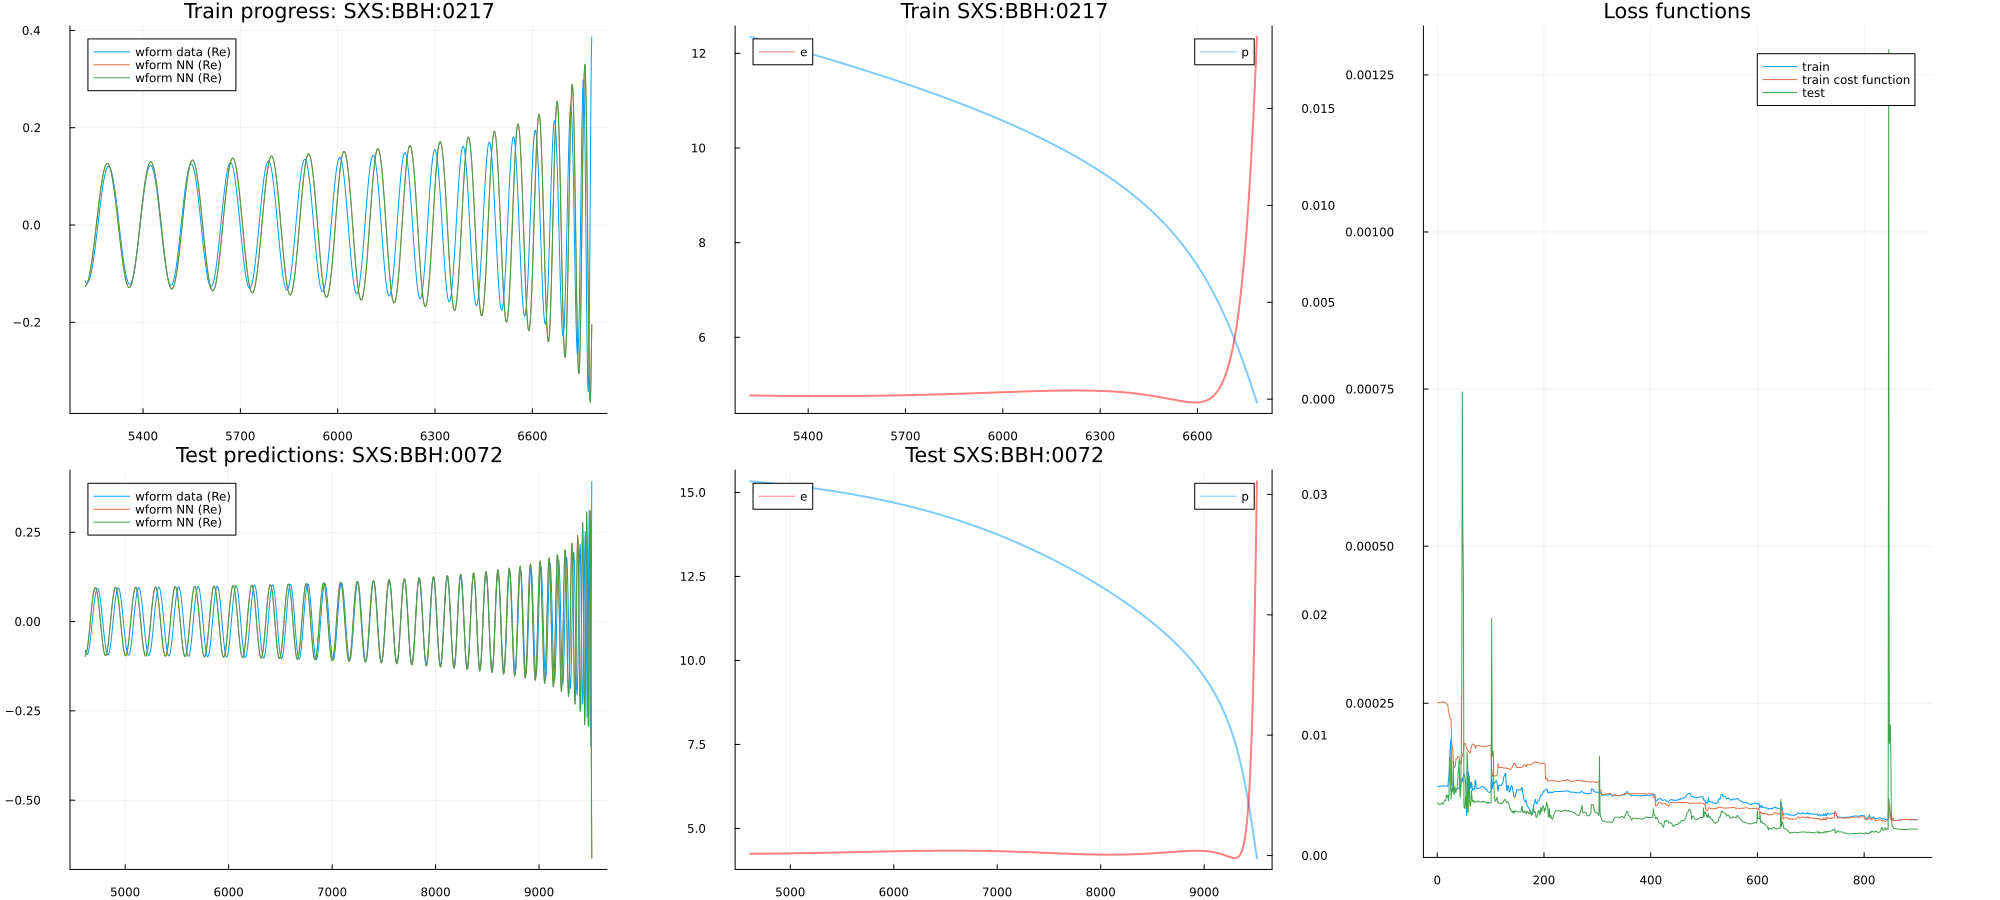 Train progress: SXS:BBH:0217
0.4
0.2
0.0
−0.2
wform data (Re)
wform NN (Re)
wform NN (Re)
5400 5700 6000 6300 6600
Train SXS:BBH:0217
12
10
8
6
e
p
0.015
0.010
0.005
0.000
5400 5700 6000 6300 6600
Test predictions: SXS:BBH:0072
0.25
0.00
−0.25
−0.50
wform data (Re)
wform NN (Re)
wform NN (Re)
5000 6000 7000 8000 9000
Test SXS:BBH:0072
15.0
12.5
10.0
7.5
5.0
e
p
0.03
0.02
0.01
0.00
5000 6000 7000 8000 9000
Loss functions
0.00125
0.00100
0.00075
0.00050
0.00025
train
train cost function
test
0 200 400 600 800